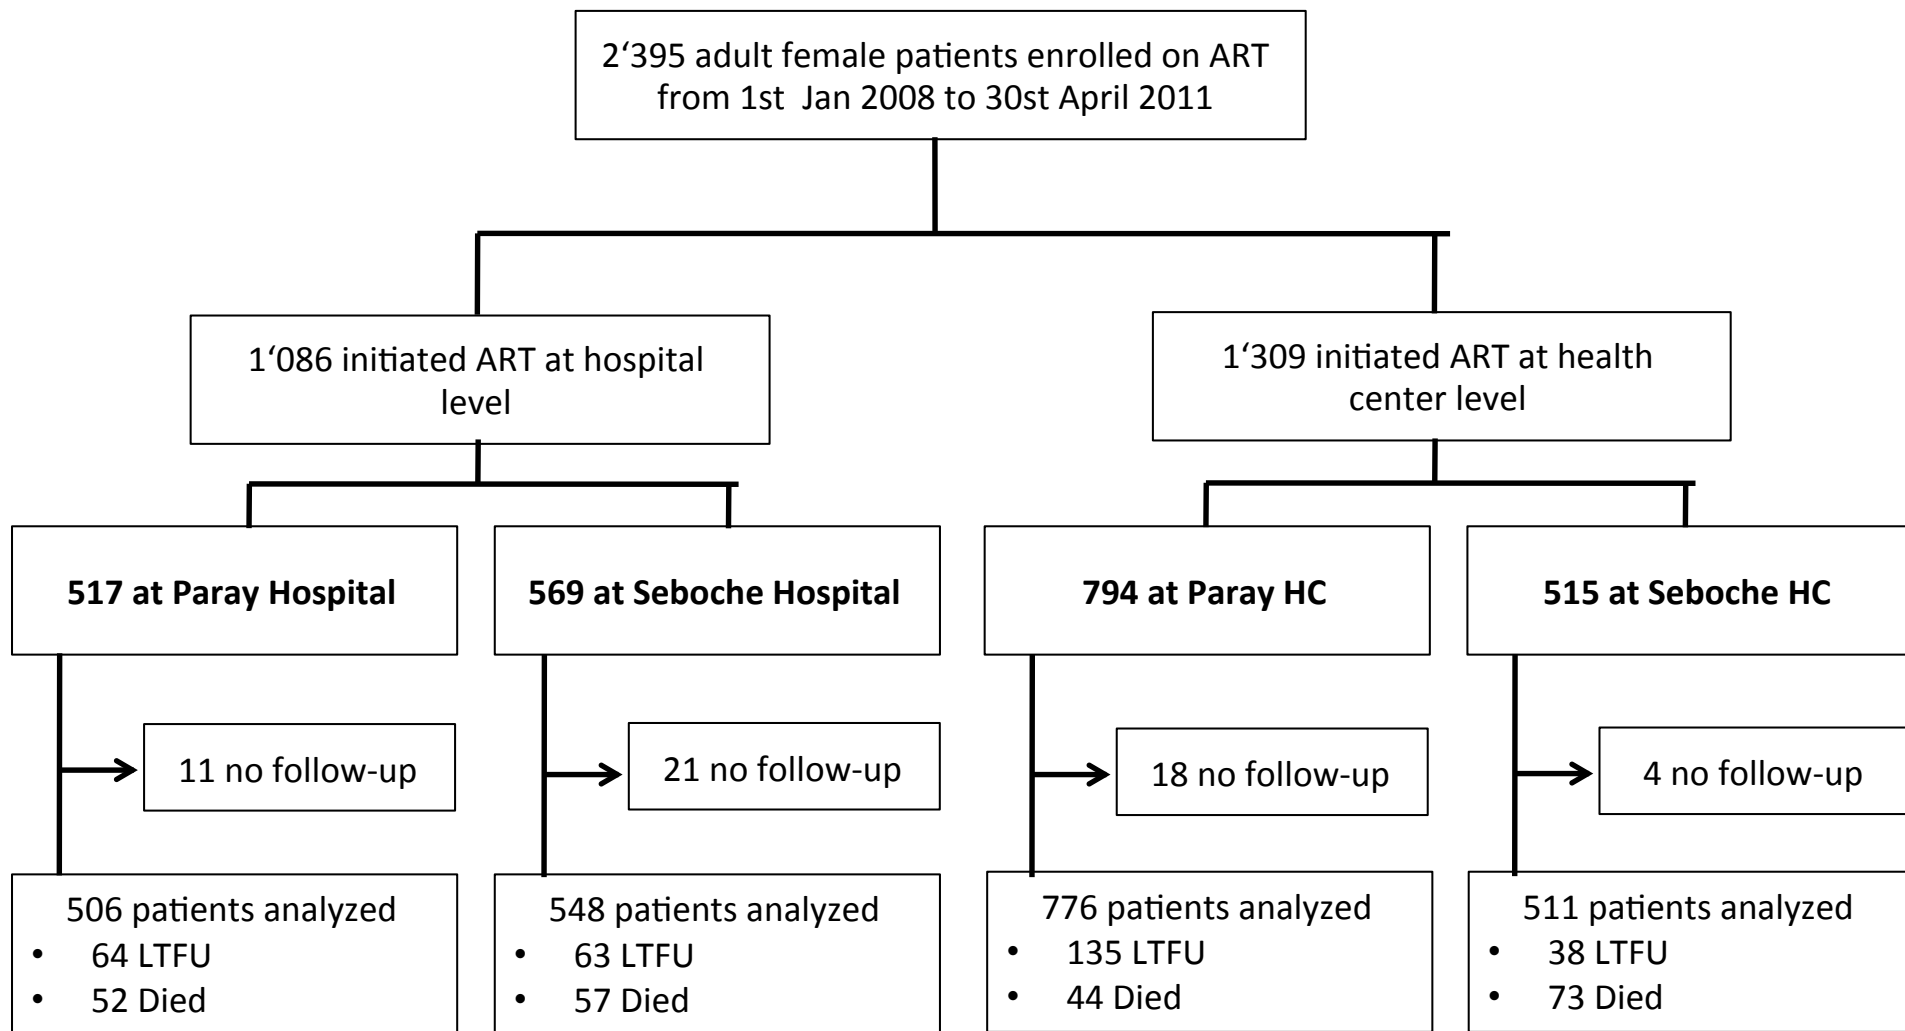 2‘395 adult female patients enrolled on ART
from 1st  Jan 2008 to 30st April 2011
1‘086 initiated ART at hospital
level
1‘309 initiated ART at health
center level
517 at Paray Hospital
569 at Seboche Hospital
794 at Paray HC
515 at Seboche HC
11 no follow-up
21 no follow-up
18 no follow-up
4 no follow-up
506 patients analyzed
• 64 LTFU
• 52 Died
548 patients analyzed
• 63 LTFU
• 57 Died
776 patients analyzed
• 135 LTFU
• 44 Died
511 patients analyzed
• 38 LTFU
• 73 Died